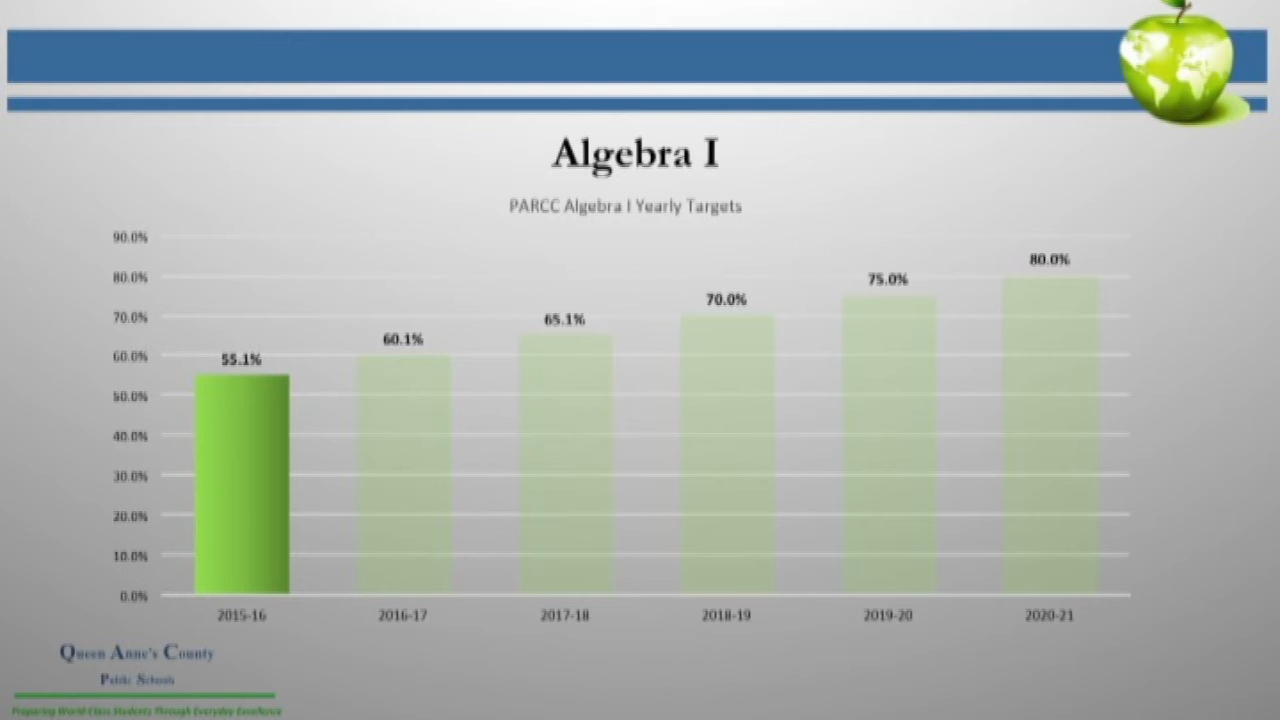 Algebra I
PARCC Algebra I Yearly Targets
90.0%
80.0%
70.0%
60.0%
50.0%
40.0%
30.0%
20.0%
10.0%
0.0%
55.1%
60.1%
65.1%
70.0%
75.0%
80.0%
2015-16 2016-17 2017-18 2018-19 2019-20 2020-21
Queen Anne's County
Public Schools
Preparing World-Class Students Through Everyday Excellence